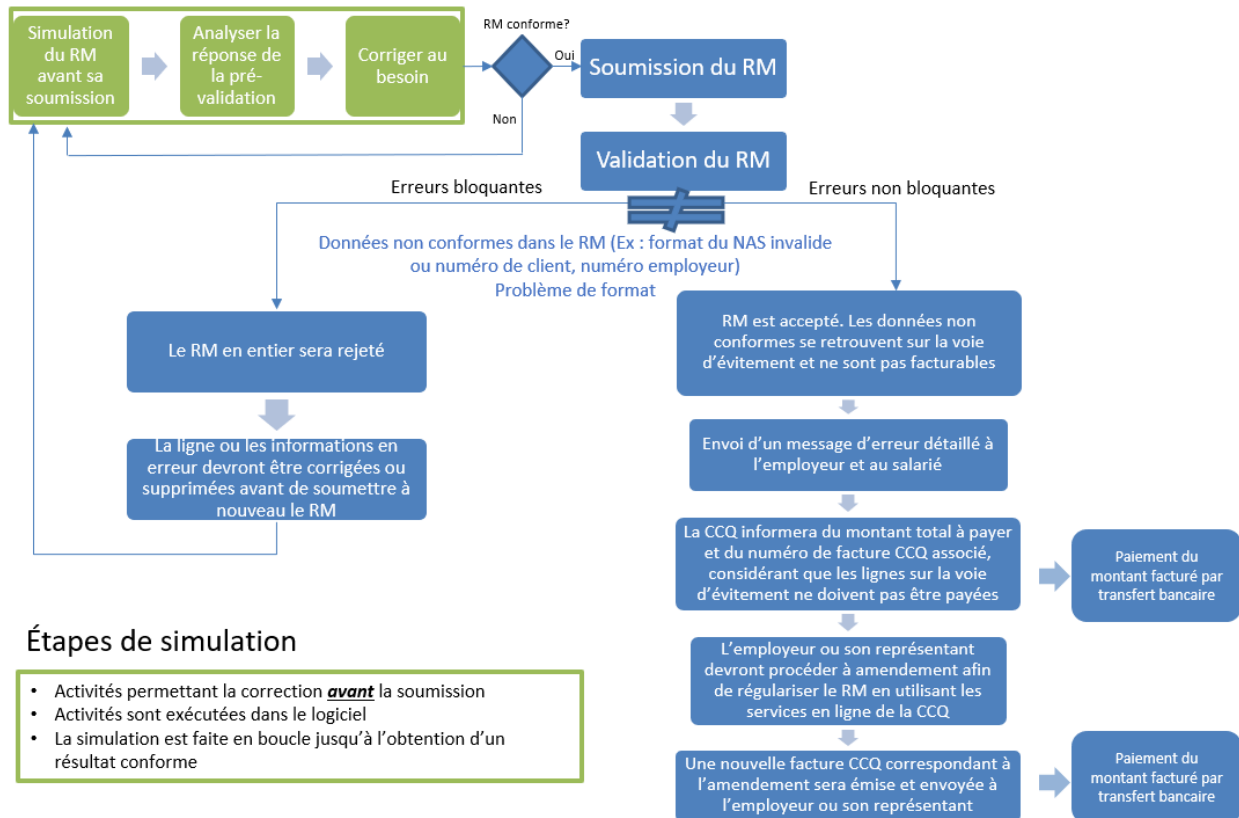 Simulation
du RM
avant sa
soumission
Analyser la
réponse de
la pré-
validation
Corriger au
besoin
RM conforme?
Oui
Non
Soumission du RM
Validation du RM
Erreurs bloquantes
Erreurs non bloquantes
Données non conformes dans le RM (Ex : format du NAS invalide
ou numéro de client, numéro employeur)
Problème de format
Le RM en entier sera rejeté
La ligne ou les informations en
erreur devront être corrigées ou
supprimées avant de soumettre à
nouveau le RM
RM est accepté. Les données non
conformes se retrouvent sur la voie
d’évitement et ne sont pas facturables
Envoi d’un message d’erreur détaillé à
l’employeur et au salarié
La CCQ informera du montant total à payer
et du numéro de facture CCQ associé,
considérant que les lignes sur la voie
d’évitement ne doivent pas être payées
Paiement du
montant facturé par
transfert bancaire
L’employeur ou son représentant
devront procéder à amendement afin
de régulariser le RM en utilisant les
services en ligne de la CCQ
Une nouvelle facture CCQ correspondant à
l’amendement sera émise et envoyée à
l’employeur ou son représentant
Paiement du
montant facturé par
transfert bancaire
Étapes de simulation
• Activités permettant la correction avant la soumission
• Activités sont exécutées dans le logiciel
• La simulation est faite en boucle jusqu’à l’obtention d’un
résultat conforme